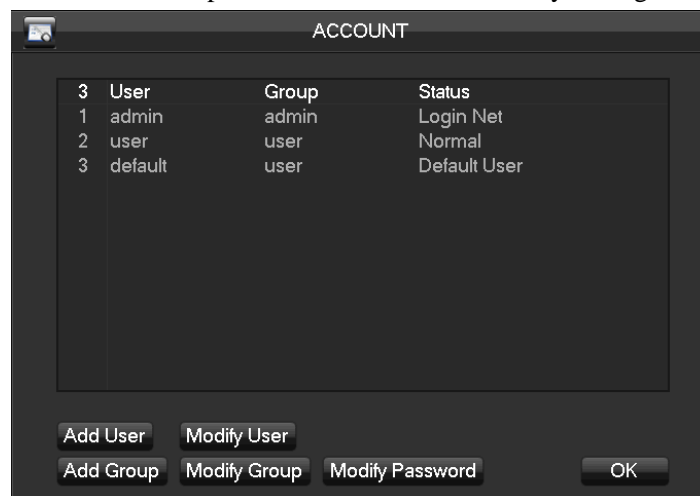 ACCOUNT
3 User Group Status
1 admin admin Login Net
2 user user Normal
3 default user Default User
Add User Modify User
Add Group Modify Group Modify Password OK